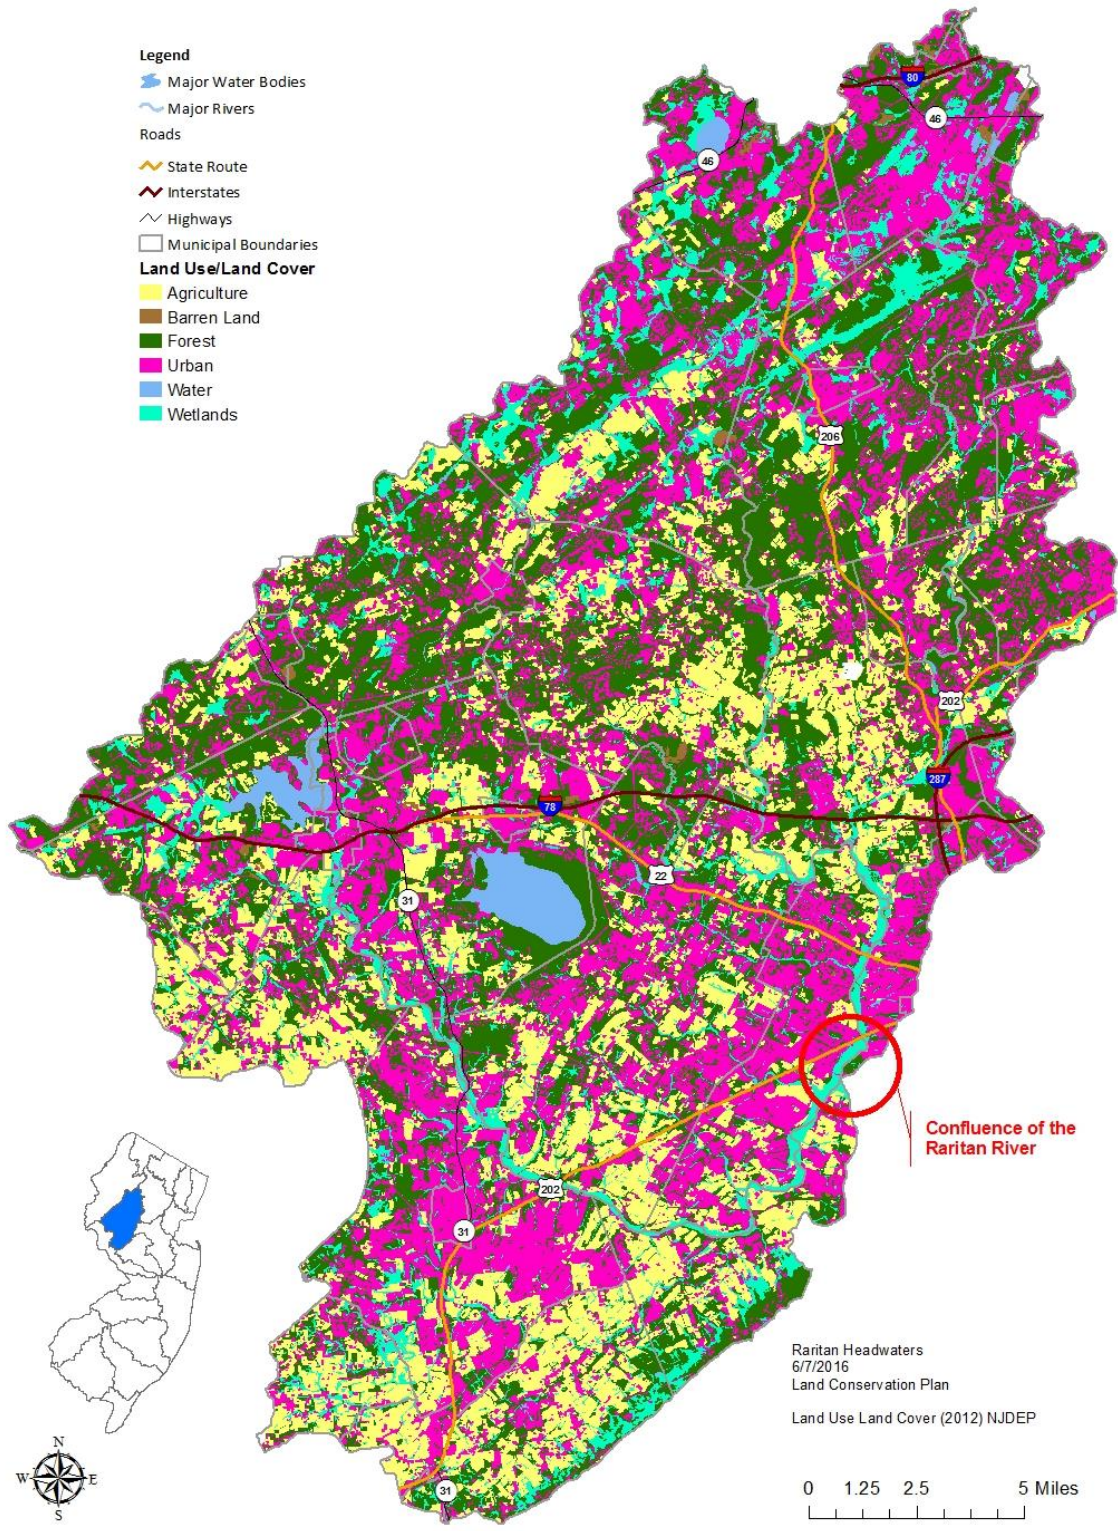 Legend
Major Water Bodies
Major Rivers
Roads
State Route
Interstates
Highways
Municipal Boundaries
Land Use/Land Cover
Agriculture
Barren Land
Forest
Urban
Water
Wetlands
80
46
46
206
202
287
78
22
31
Confluence of the
Raritan River
202
31
31
Raritan Headwaters
6/7/2016
Land Conservation Plan
Land Use Land Cover (2012) NJDEP
N
W
E
S
0 1.25 2.5 5 Miles